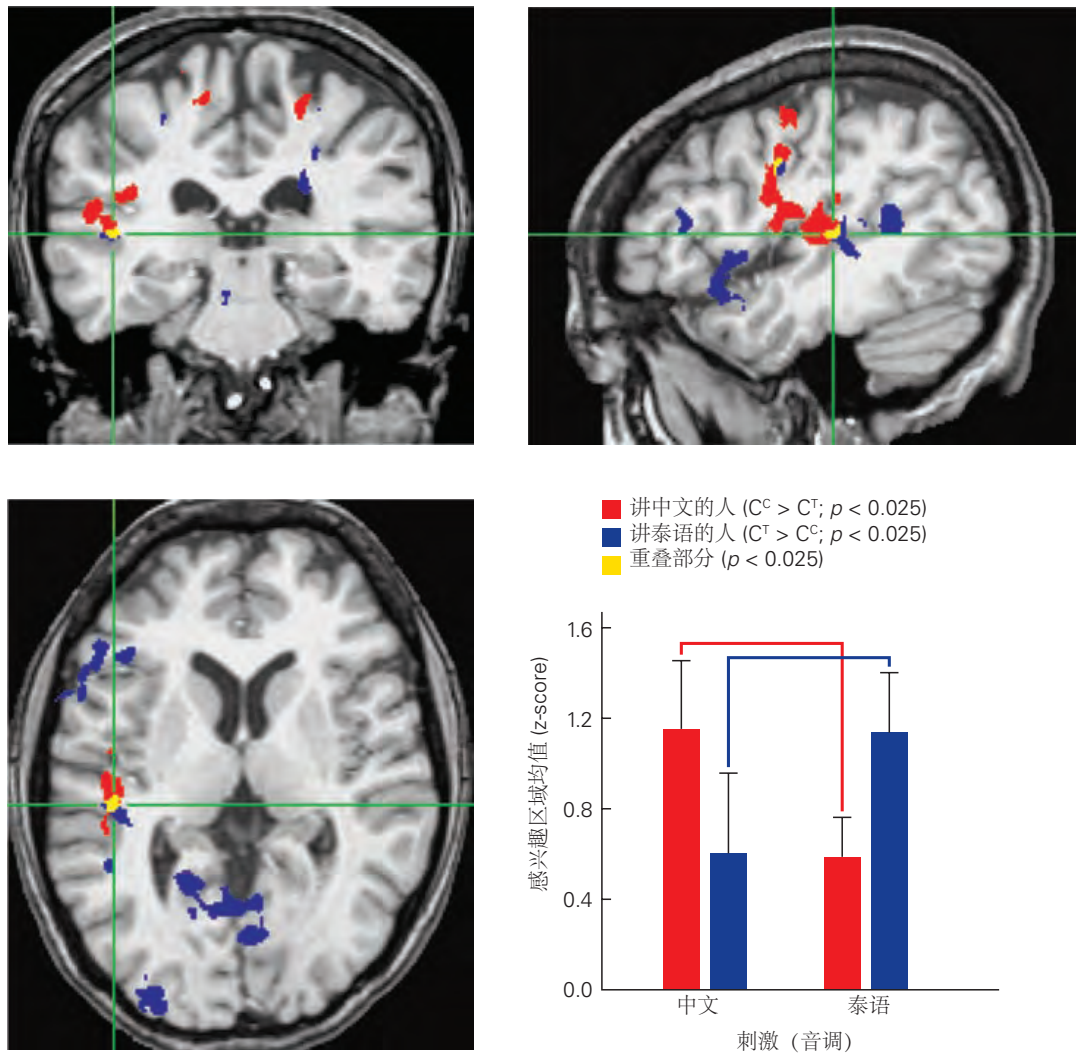 讲中文的人 (Cᶜ > Cᵀ; p < 0.025)
讲泰语的人 (Cᵀ > Cᶜ; p < 0.025)
重叠部分 (p < 0.025)
感兴趣区域均值 (z-score)
1.6
1.2
0.8
0.4
0.0
中文 泰语
刺激 (音调)